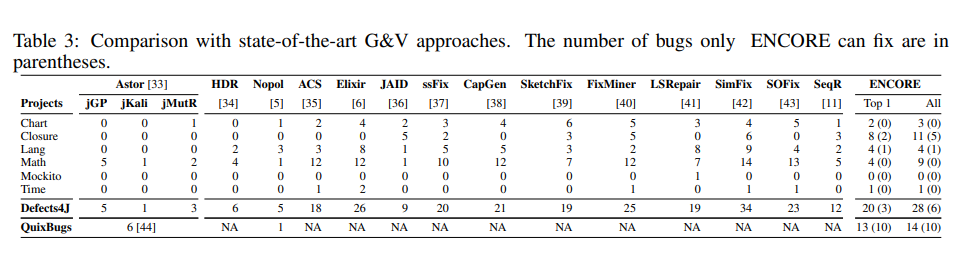 Table 3: Comparison with state-of-the-art G&V approaches. The number of bugs only ENCORE can fix are in
parentheses.
Astor [33] HDR Nopol ACS Elixir JAID ssFix CapGen SketchFix FixMiner LSRepair SimFix SOFix SeqR ENCORE
Projects jGP jKali jMutR [34] [5] [35] [6] [36] [37] [38] [39] [40] [41] [42] [43] [11] Top 1 All
Chart 0 0 1 0 1 2 4 2 3 4 6 5 3 4 5 1 2 (0) 3 (0)
Closure 0 0 0 0 0 0 0 5 2 0 3 5 0 6 0 3 8 (2) 11 (5)
Lang 0 0 0 2 3 3 8 1 5 5 3 2 8 9 4 2 4 (1) 4 (1)
Math 5 1 2 4 1 12 12 1 10 12 7 12 7 14 13 5 4 (0) 9 (0)
Mockito 0 0 0 0 0 0 0 0 0 0 0 0 1 0 0 0 0 (0) 0 (0)
Time 0 0 0 0 0 1 2 0 0 0 0 1 0 1 1 0 1 (0) 1 (0)
Defects4J 5 1 3 6 5 18 26 9 20 21 19 25 19 34 23 12 20 (3) 28 (6)
QuixBugs 6 [44] NA 1 NA NA NA NA NA NA NA NA NA NA NA 13 (10) 14 (10)